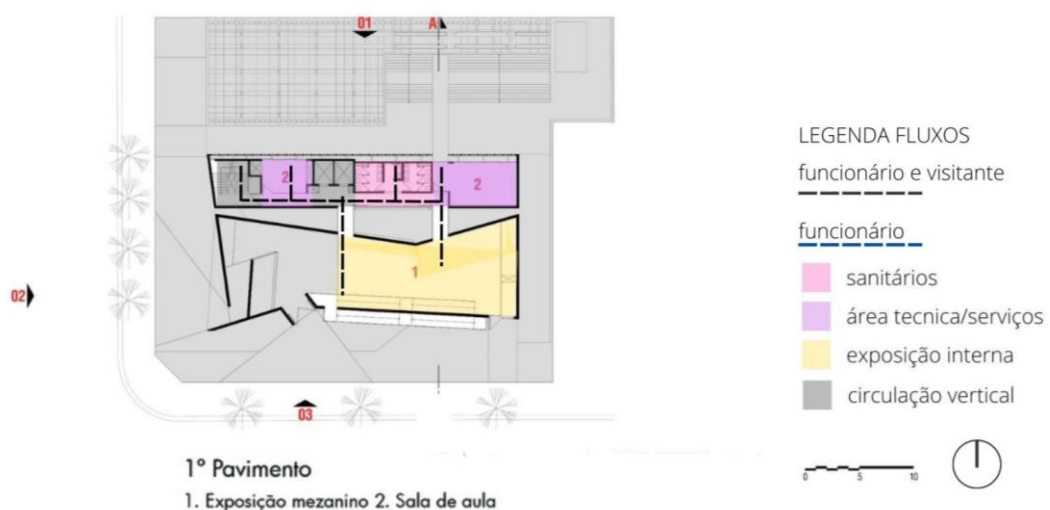 01
A
2
2
1
02
03
LEGENDA FLUXOS
funcionário e visitante
funcionário
sanitários
área tecnica/serviços
exposição interna
circulação vertical
0 5 10
1º Pavimento
1. Exposição mezanino 2. Sala de aula